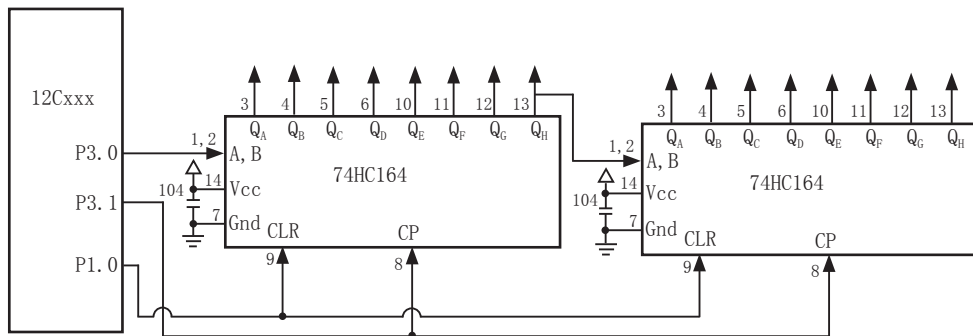 12Cxxx
P3.0
P3.1
P1.0
3 4 5 6 10 11 12 13
QA QB QC QD QE QF QG QH
1,2
A,B
74HC164
104
14
Vcc
7
Gnd
CLR
CP
9
8
3 4 5 6 10 11 12 13
QA QB QC QD QE QF QG QH
1,2
A,B
74HC164
104
14
Vcc
7
Gnd
CLR
CP
9
8